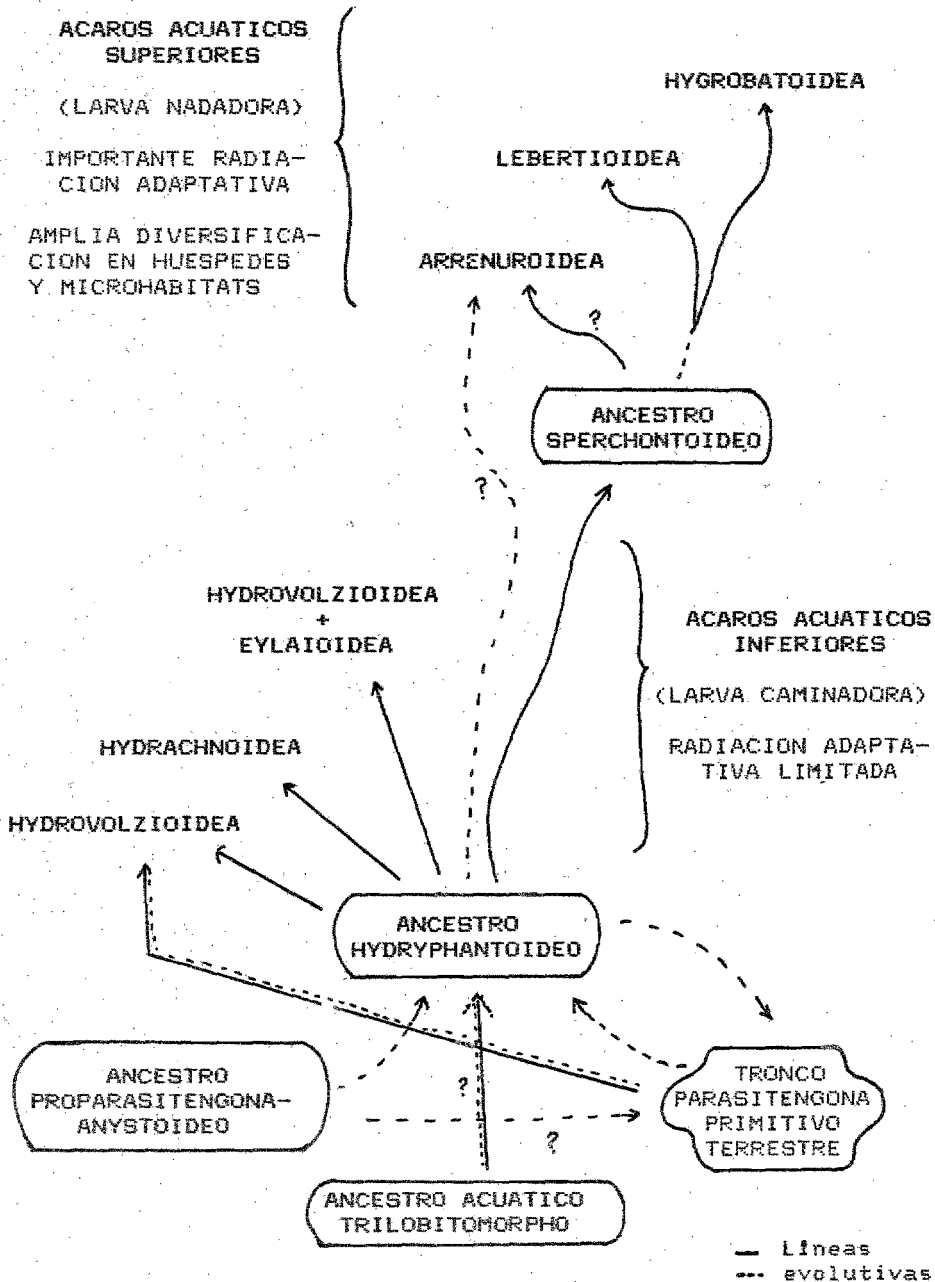 ACAROS ACUATICOS
SUPERIORES
(LARVA NADADORA)
IMPORTANTE RADIA-
CION ADAPTATIVA
AMPLIA DIVERSIFICA-
CION EN HUESPEDES
Y MICROHABITATS
HYGROBATOIDEA
LEBERTIOIDEA
ARRENUROIDEA
?
ANCESTRO
SPERCHONTOIDEO
?
HYDROVOLZIOIDEA
+
EYLAIOIDEA
ACAROS ACUATICOS
INFERIORES
(LARVA CAMINADORA)
RADIACION ADAPTA-
TIVA LIMITADA
HYDRACHNOIDEA
HYDROVOLZIOIDEA
ANCESTRO
HYDRYPHANTOIDEO
ANCESTRO
PROPARASITENGONA-
ANYSTOIDEO
?
?
TRONCO
PARASITENGONA
PRIMITIVO
TERRESTRE
ANCESTRO ACUATICO
TRILOBITOMORPHO
Líneas
evolutivas